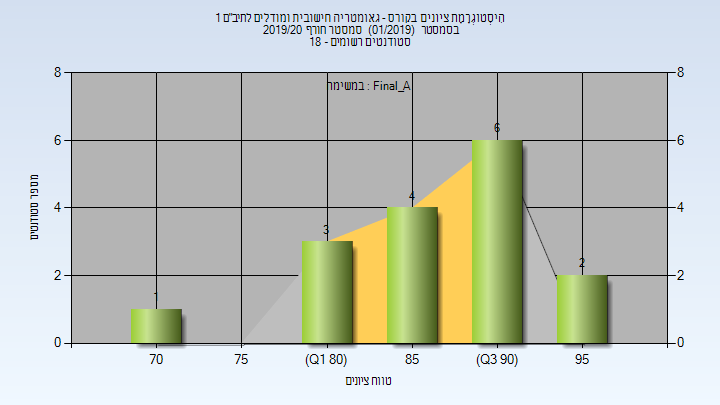 היסטוגרמת ציונים בקורס - גאומטריה חישובית ומודלים לחיב"ם 1
בסמסטר (01/2019) סמסטר חורף 2019/20
סטודנטים רשומים - 18
במשימה : Final_A
מספר סטודנטים
8 8
6 6
4 4
2 2
0 0
1
3
4
6
2
70 75 (Q1 80) 85 (Q3 90) 95
טווח ציונים